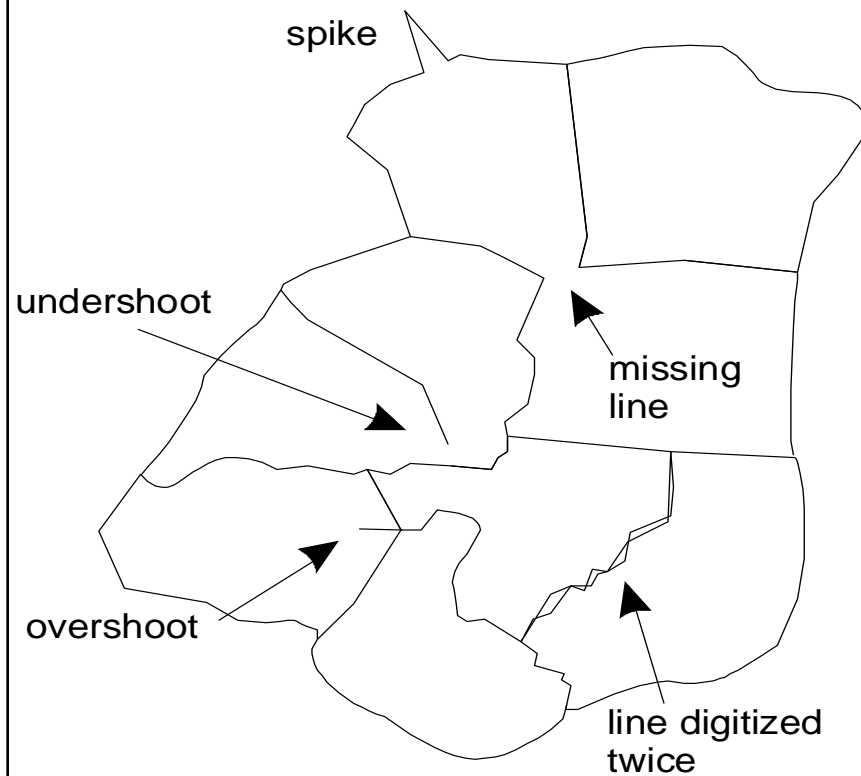 spike
undershoot
missing
line
overshoot
line digitized
twice